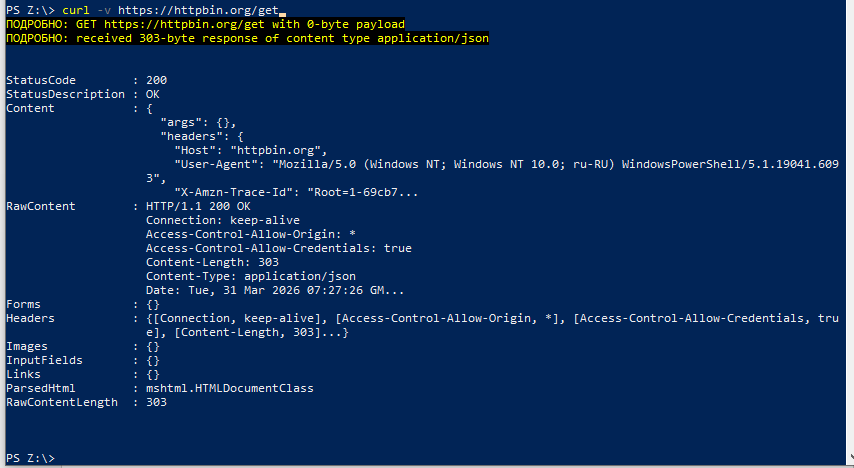 PS Z:\> curl -v https://httpbin.org/get
ПОДРОБНО: GET https://httpbin.org/get with 0-byte payload
ПОДРОБНО: received 303-byte response of content type application/json
StatusCode        : 200
StatusDescription : OK
Content           : {
                      "args": {},
                      "headers": {
                        "Host": "httpbin.org",
                        "User-Agent": "Mozilla/5.0 (Windows NT; Windows NT 10.0; ru-RU) WindowsPowerShell/5.1.19041.609
                    3",
                        "X-Amzn-Trace-Id": "Root=1-69cb7...
RawContent        : HTTP/1.1 200 OK
                    Connection: keep-alive
                    Access-Control-Allow-Origin: *
                    Access-Control-Allow-Credentials: true
                    Content-Length: 303
                    Content-Type: application/json
                    Date: Tue, 31 Mar 2026 07:27:26 GM...
Forms             : {}
Headers           : {[Connection, keep-alive], [Access-Control-Allow-Origin, *], [Access-Control-Allow-Credentials, tru
                    e], [Content-Length, 303]...}
Images            : {}
InputFields       : {}
Links             : {}
ParsedHtml        : mshtml.HTMLDocumentClass
RawContentLength  : 303
PS Z:\>